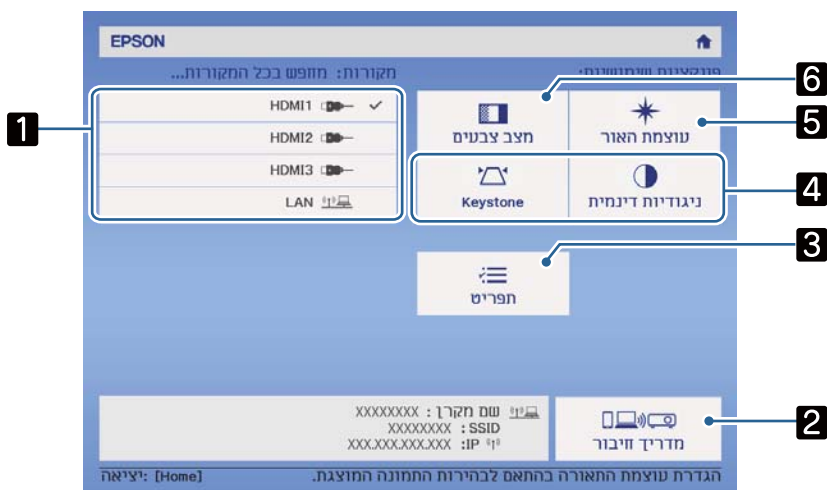 EPSON
פונקציות שימושיות:
מקורות: מחפש בכל המקורות...
עוצמת האור
מצב צבעים
ניגודיות דינמית
Keystone
תפריט
HDMI1
HDMI2
HDMI3
LAN
מדריך חיבור
שם מקרן : XXXXXXXX
SSID : XXXXXXXX
IP: XXX.XXX.XXX.XXX
הגדרת עוצמת התאורה בהתאם לבהירות התמונה המוצגת.
[Home] :יציאה
1
2
3
4
5
6